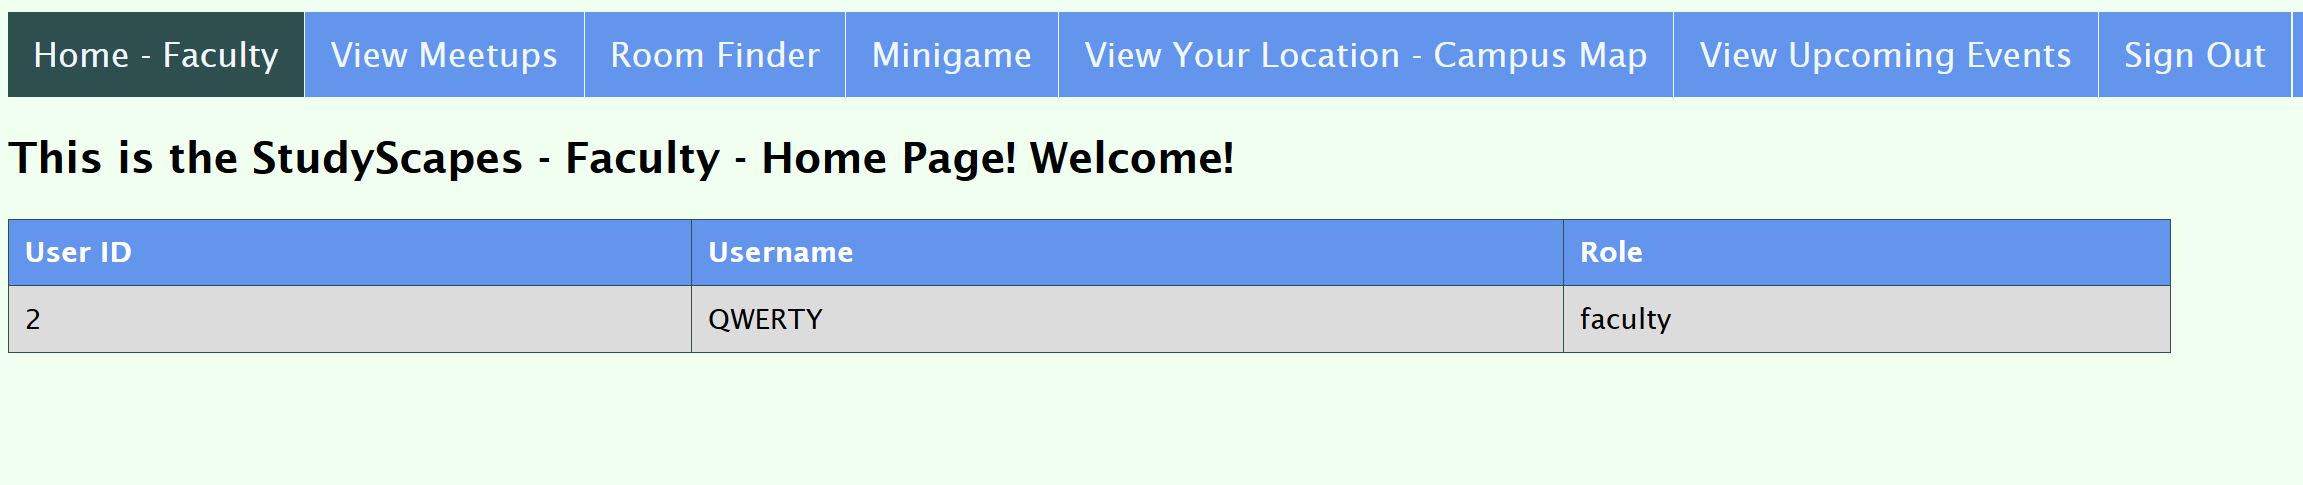 Home - Faculty View Meetups Room Finder Minigame View Your Location - Campus Map View Upcoming Events Sign Out
This is the StudyScapes - Faculty - Home Page! Welcome!
User ID Username Role
2 QWERTY faculty